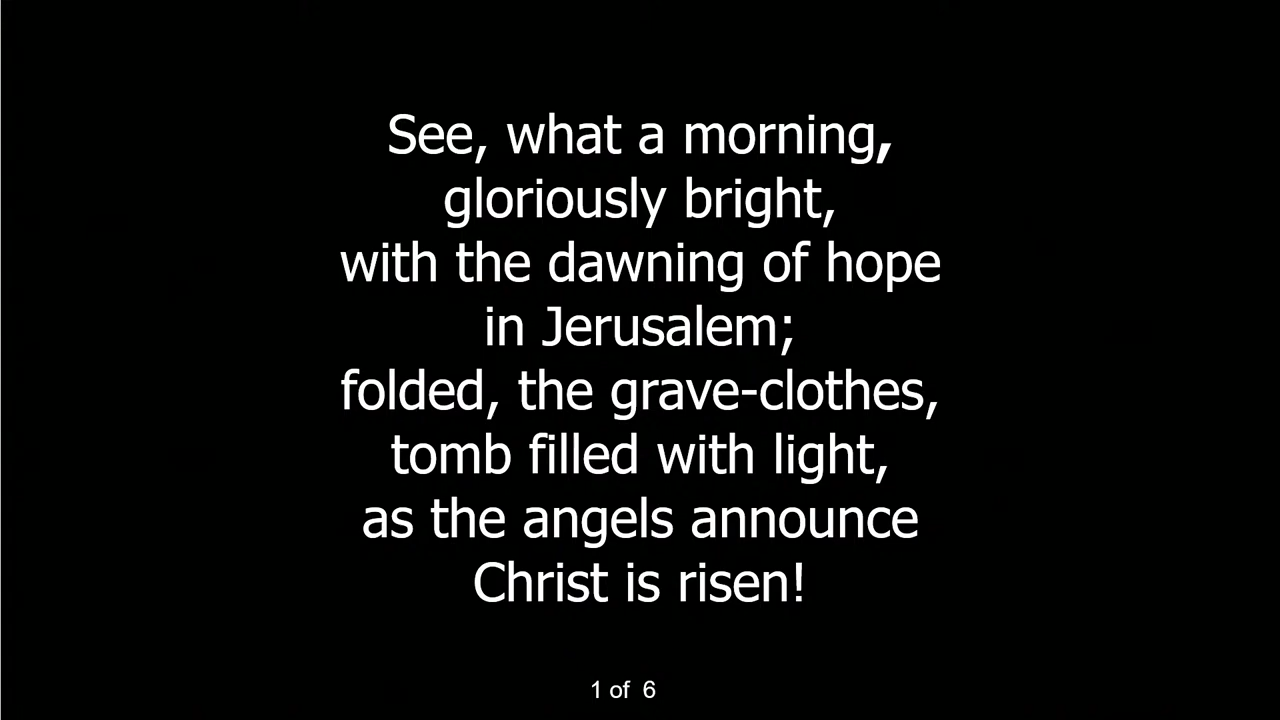 See, what a morning,
gloriously bright,
with the dawning of hope
in Jerusalem;
folded, the grave-clothes,
tomb filled with light,
as the angels announce
Christ is risen!
1 of 6